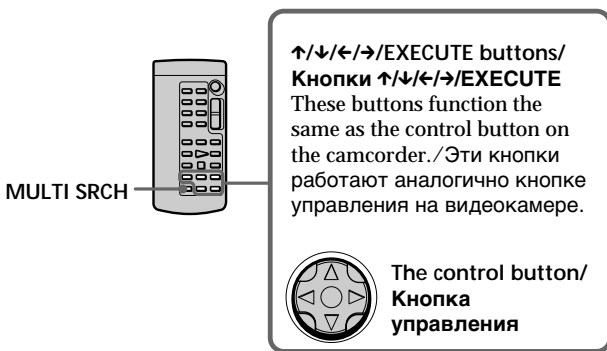 ↑/↓/←/→/EXECUTE buttons/
Кнопки ↑/↓/←/→/EXECUTE
These buttons function the
same as the control button on
the camcorder./Эти кнопки
работают аналогично кнопке
управления на видеокамере.
MULTI SRCH
The control button/
Кнопка
управления